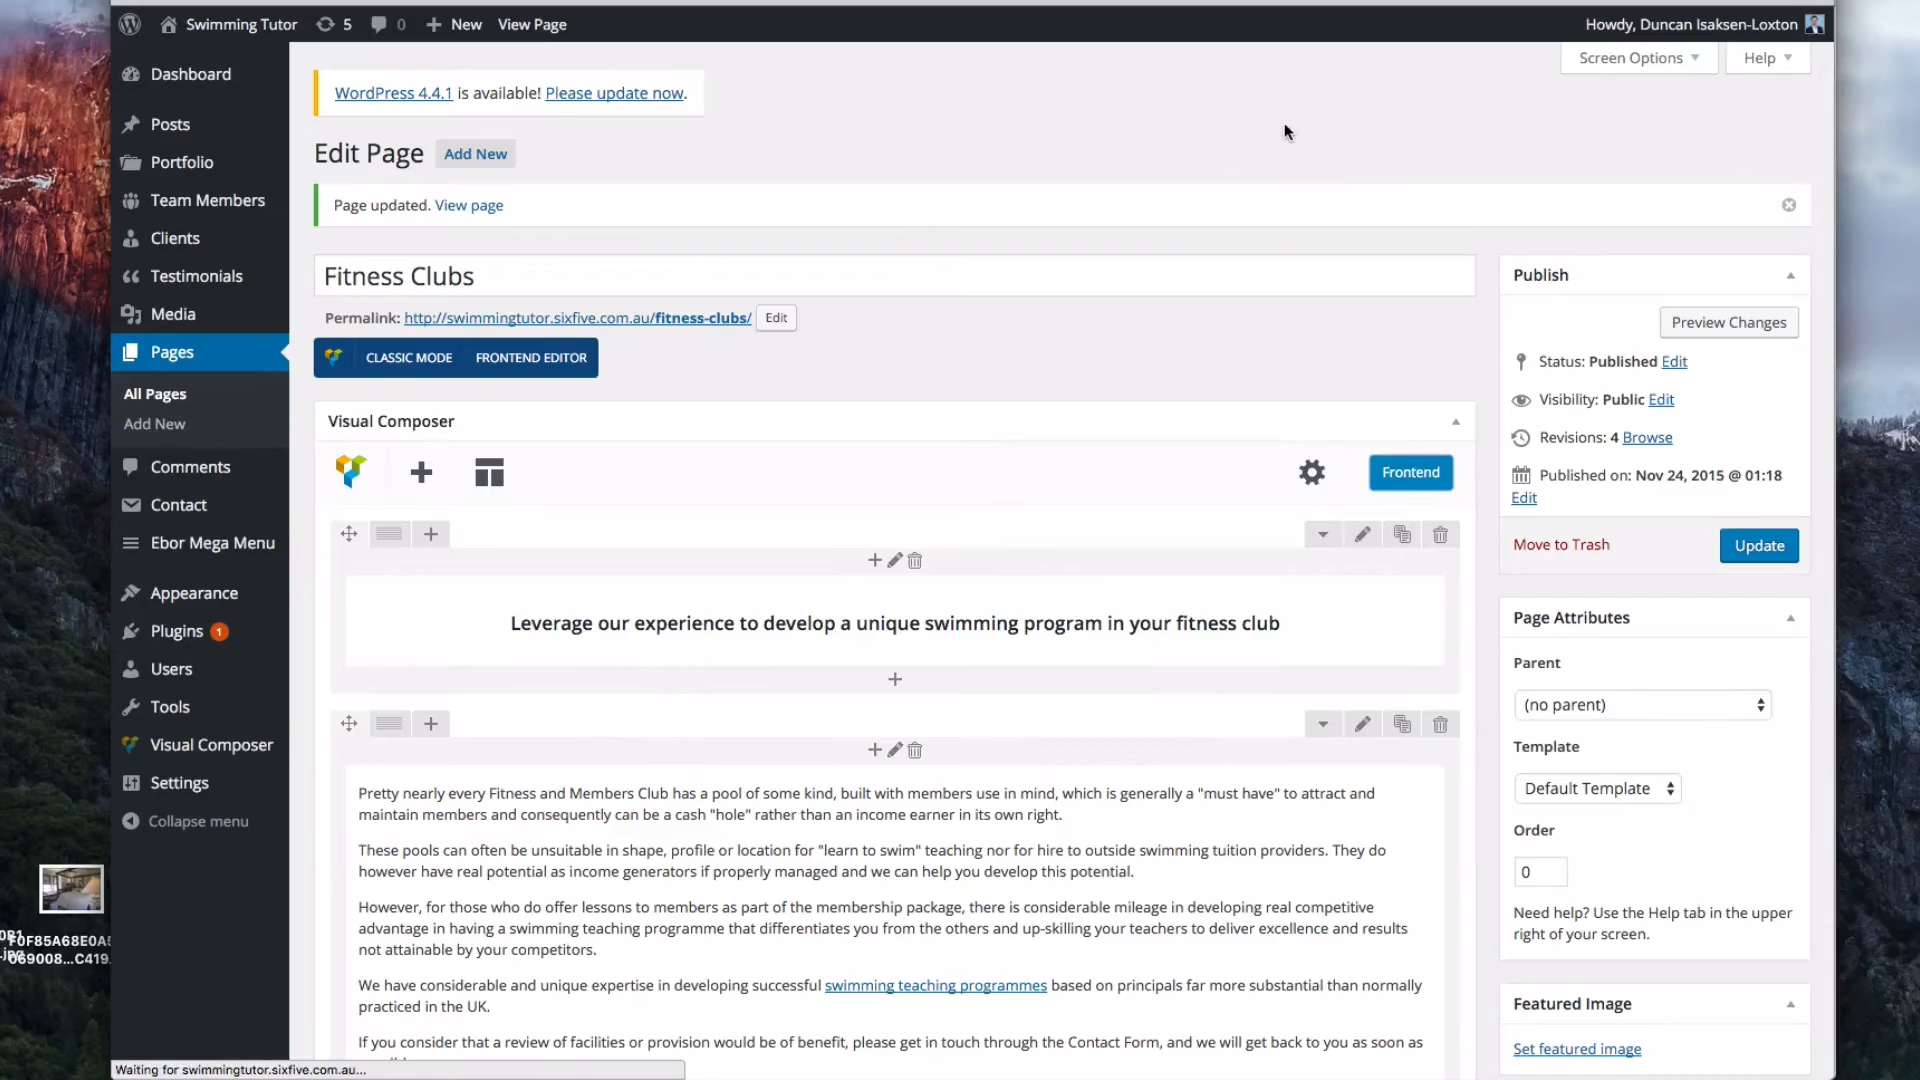 Swimming Tutor 5 0 New View Page Howdy, Duncan Isaksen-Loxton
Screen Options Help
Dashboard
Posts
Portfolio
Team Members
Clients
Testimonials
Media
Pages
All Pages
Add New
Comments
Contact
Ebor Mega Menu
Appearance
Plugins 1
Users
Tools
Visual Composer
Settings
Collapse menu
WordPress 4.4.1 is available! Please update now.
Edit Page Add New
Page updated. View page
Fitness Clubs
Permalink: http://swimmingtutor.sixfive.com.au/fitness-clubs/ Edit
CLASSIC MODE FRONTEND EDITOR
Visual Composer
Frontend
Leverage our experience to develop a unique swimming program in your fitness club
Pretty nearly every Fitness and Members Club has a pool of some kind, built with members use in mind, which is generally a "must have" to attract and
maintain members and consequently can be a cash "hole" rather than an income earner in its own right.
These pools can often be unsuitable in shape, profile or location for "learn to swim" teaching nor for hire to outside swimming tuition providers. They do
however have real potential as income generators if properly managed and we can help you develop this potential.
However, for those who do offer lessons to members as part of the membership package, there is considerable mileage in developing real competitive
advantage in having a swimming teaching programme that differentiates you from the others and up-skilling your teachers to deliver excellence and results
not attainable by your competitors.
We have considerable and unique expertise in developing successful swimming teaching programmes based on principals far more substantial than normally
practiced in the UK.
If you consider that a review of facilities or provision would be of benefit, please get in touch through the Contact Form, and we will get back to you as soon as
Publish
Preview Changes
Status: Published Edit
Visibility: Public Edit
Revisions: 4 Browse
Published on: Nov 24, 2015 @ 01:18
Edit
Move to Trash Update
Page Attributes
Parent
(no parent)
Template
Default Template
Order
0
Need help? Use the Help tab in the upper
right of your screen.
Featured Image
Set featured image
Waiting for swimmingtutor.sixfive.com.au...